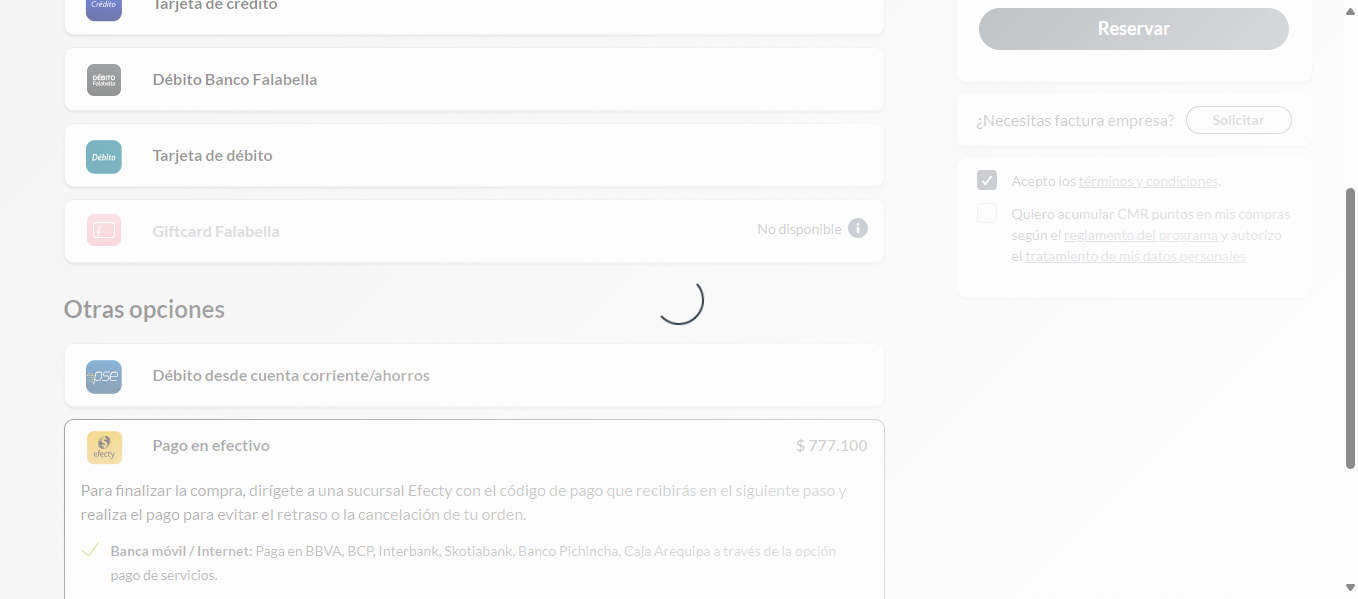 Crédito
Tarjeta de crédito
DÉBITO
Falabella
Débito Banco Falabella
Débito
Tarjeta de débito
Giftcard Falabella
No disponible
i
Otras opciones
pse
Débito desde cuenta corriente/ahorros
efecty
Pago en efectivo
$ 777.100
Para finalizar la compra, dirígete a una sucursal Efecty con el código de pago que recibirás en el siguiente paso y
realiza el pago para evitar el retraso o la cancelación de tu orden.
Banca móvil / Internet: Paga en BBVA, BCP, Interbank, Skotiabank, Banco Pichincha, Caja Arequipa a través de la opción
pago de servicios.
Reservar
¿Necesitas factura empresa?
Solicitar
Acepto los términos y condiciones.
Quiero acumular CMR puntos en mis compras
según el reglamento del programa y autorizo
el tratamiento de mis datos personales